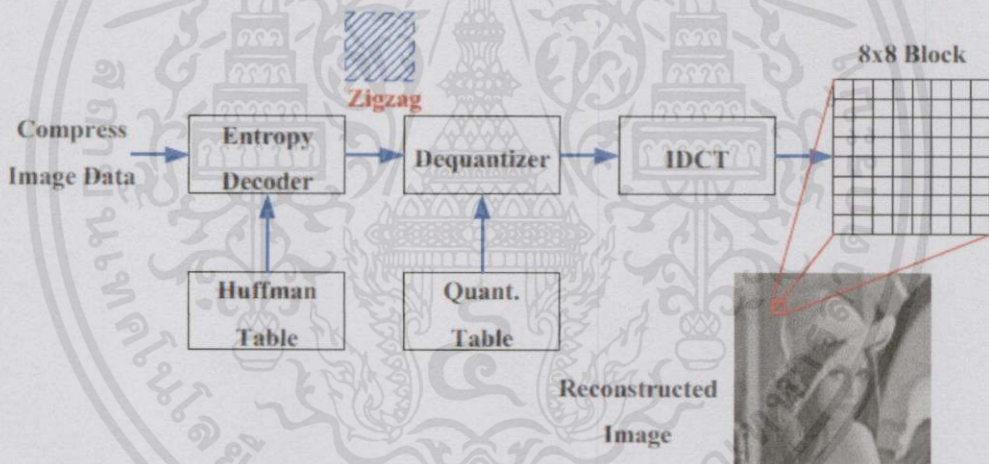 8x8 Block
Zigzag
Compress
Image Data
Entropy
Decoder
Dequantizer
IDCT
Huffman
Table
Quant.
Table
Reconstructed
Image